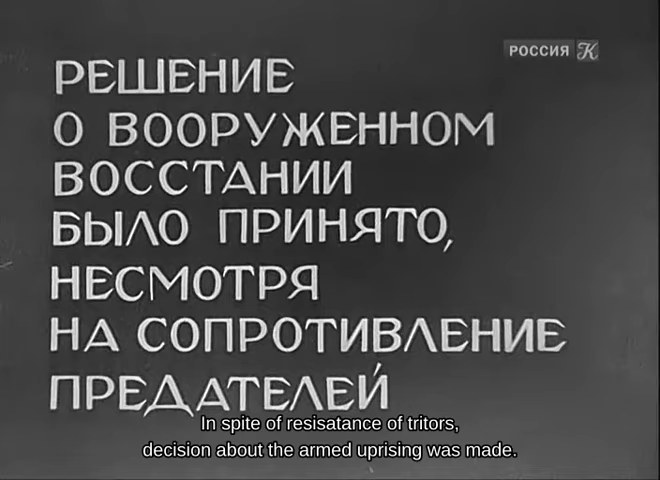 РОССИЯ К
РЕШЕНИЕ
О ВООРУЖЕННОМ
ВОССТАНИИ
БЫЛО ПРИНЯТО,
НЕСМОТРЯ
НА СОПРОТИВЛЕНИЕ
ПРЕДАТЕЛЕЙ
In spite of resisatance of tritors,
decision about the armed uprising was made.